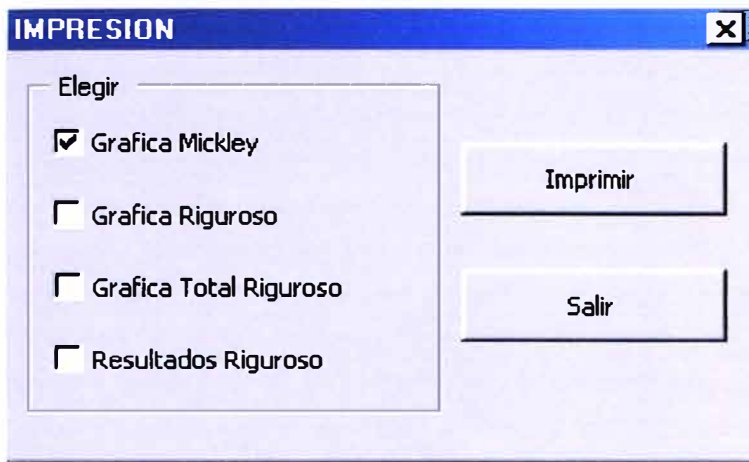 IMPRESION
Elegir
Grafica Mickley
Grafica Riguroso
Grafica Total Riguroso
Resultados Riguroso
Imprimir
Salir